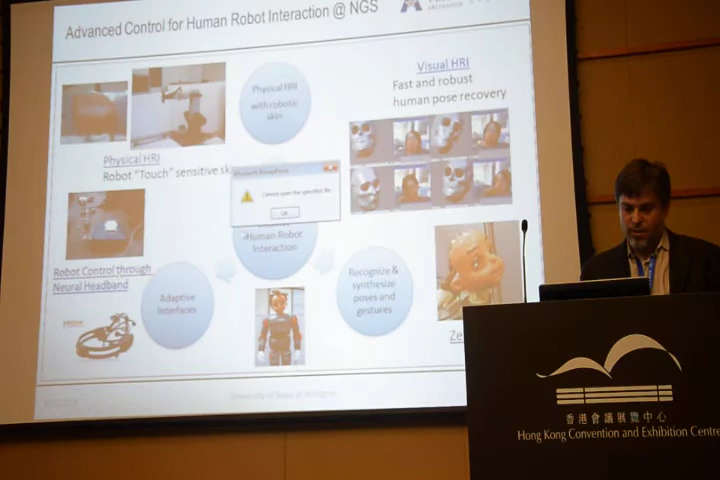 Advanced Control for Human Robot Interaction @ NGS
Physical HRI
with robotic
skin
Visual HRI
Fast and robust
human pose recovery
Physical HRI
Robot "Touch" sensitive sk
Microsoft PowerPoint
Cannot open the specified file.
OK
Human-Robot
Interaction
Robot Control through
Neural Headband
Adaptive
Interfaces
Recognize &
synthesize
poses and
gestures
Ze
University of Texas at Arlington
香港會議展覽中心
Hong Kong Convention and Exhibition Centre